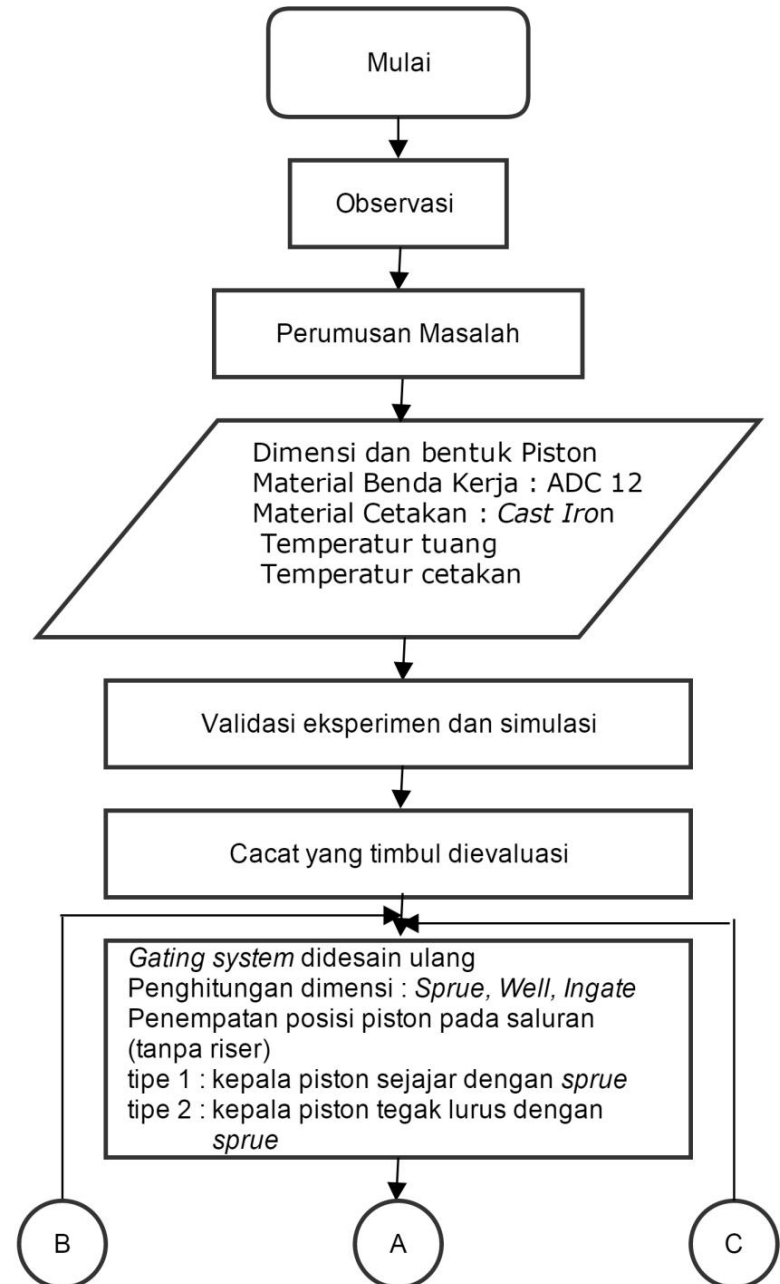 Mulai
Observasi
Perumusan Masalah
Dimensi dan bentuk Piston
Material Benda Kerja : ADC 12
Material Cetakan : Cast Iron
Temperatur tuang
Temperatur cetakan
Validasi eksperimen dan simulasi
Cacat yang timbul dievaluasi
Gating system didesain ulang
Penghitungan dimensi : Sprue, Well, Ingate
Penempatan posisi piston pada saluran
(tanpa riser)
tipe 1 : kepala piston sejajar dengan sprue
tipe 2 : kepala piston tegak lurus dengan
sprue
B
A
C